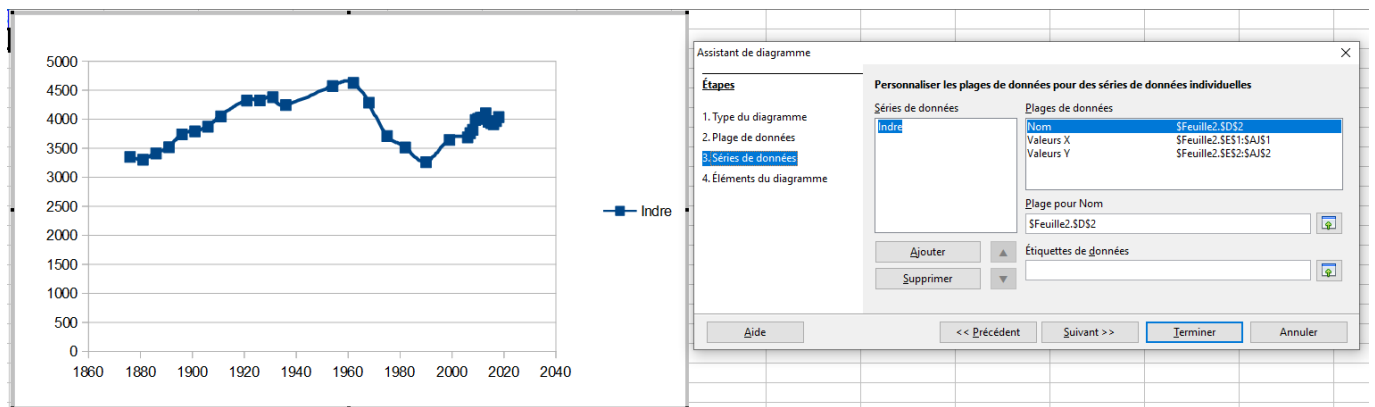 5000
4500
4000
3500
3000
2500
2000
1500
1000
500
0
1860 1880 1900 1920 1940 1960 1980 2000 2020 2040
Indre
Assistant de diagramme
Étapes
1. Type du diagramme
2. Plage de données
3. Séries de données
4. Éléments du diagramme
Personnaliser les plages de données pour des séries de données individuelles
Séries de données
Indre
Ajouter
Supprimer
Plages de données
Nom $Feuille2.$D$2
Valeurs X $Feuille2.$E$1:$AJ$1
Valeurs Y $Feuille2.$E$2:$AJ$2
Plage pour Nom
$Feuille2.$D$2
Étiquettes de données
Aide
<< Précédent
Suivant >>
Terminer
Annuler